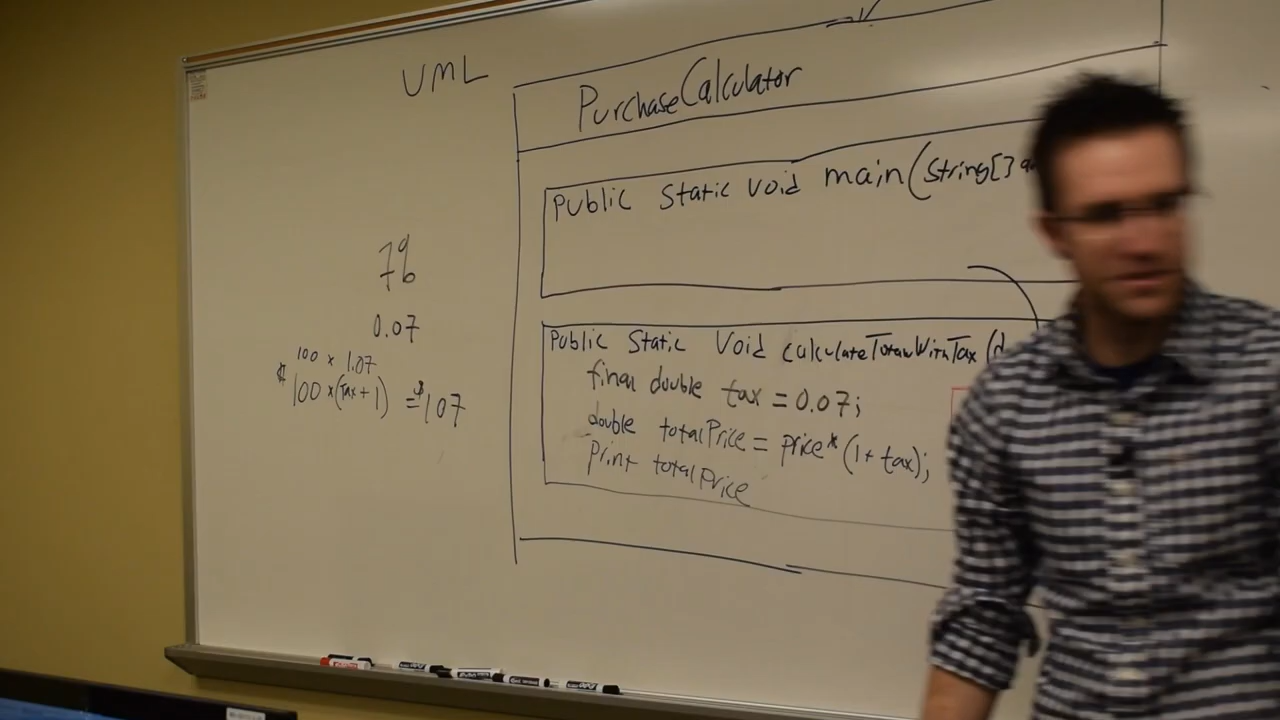 UML
PurchaseCalculator
Public Static Void main(String[]
7%
0.07
100 × 1.07
$100 ×(Tax + 1) = $107
Public Static Void calculateTotalWithTax(d
final double tax = 0.07;
double totalPrice = price*(1+ tax);
print totalPrice